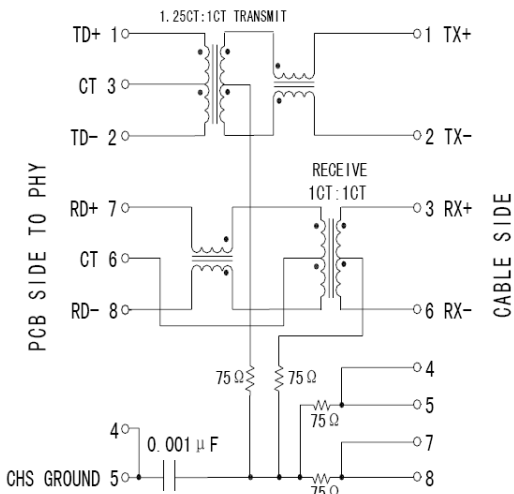 1.25CT:1CT TRANSMIT
TD+ 1
1 TX+
CT 3
TD- 2
2 TX-
PCB SIDE TO PHY
RECEIVE
1CT:1CT
RD+ 7
3 RX+
CT 6
CABLE SIDE
RD- 8
6 RX-
75Ω
75Ω
4
5
75Ω
4
0.001μF
7
CHS GROUND 5
8
75Ω